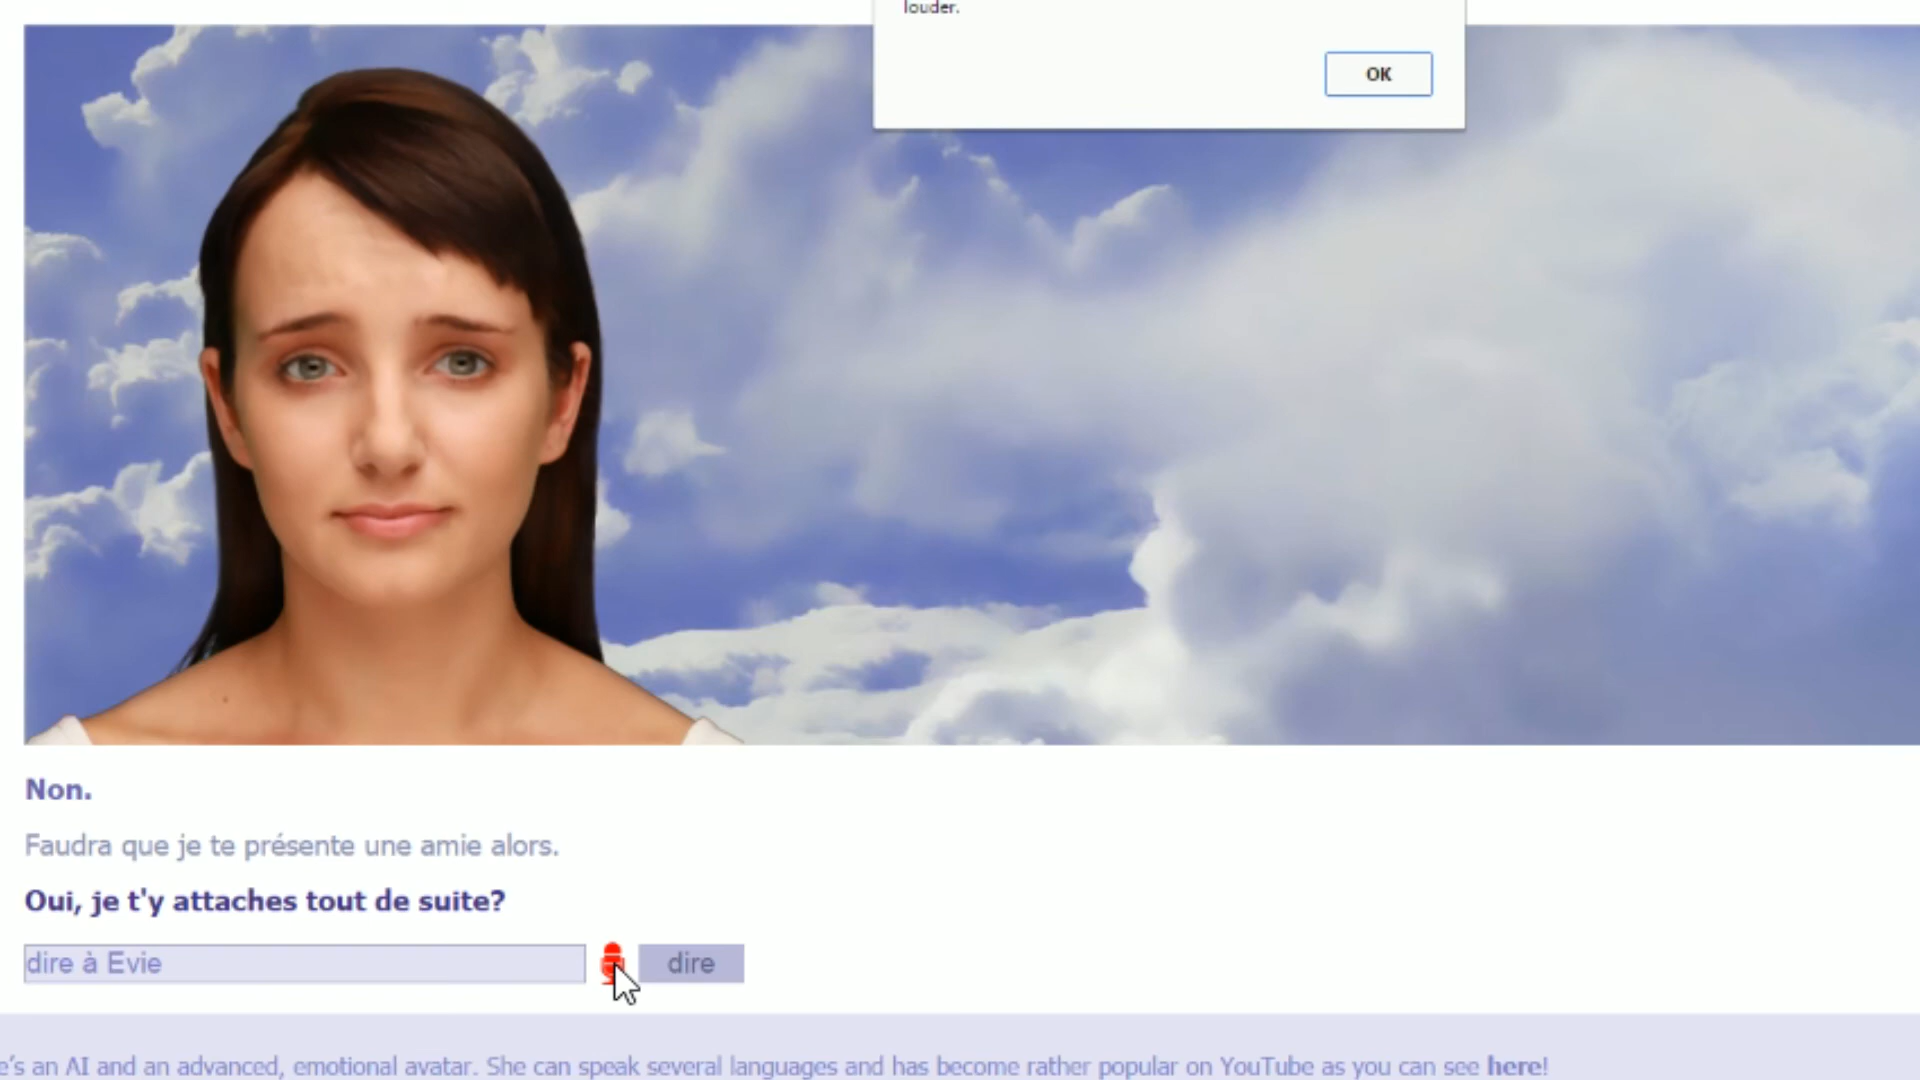 louder.
OK
Non.
Faudra que je te présente une amie alors.
Oui, je t'y attaches tout de suite?
dire à Evie
dire
e's an AI and an advanced, emotional avatar. She can speak several languages and has become rather popular on YouTube as you can see here!